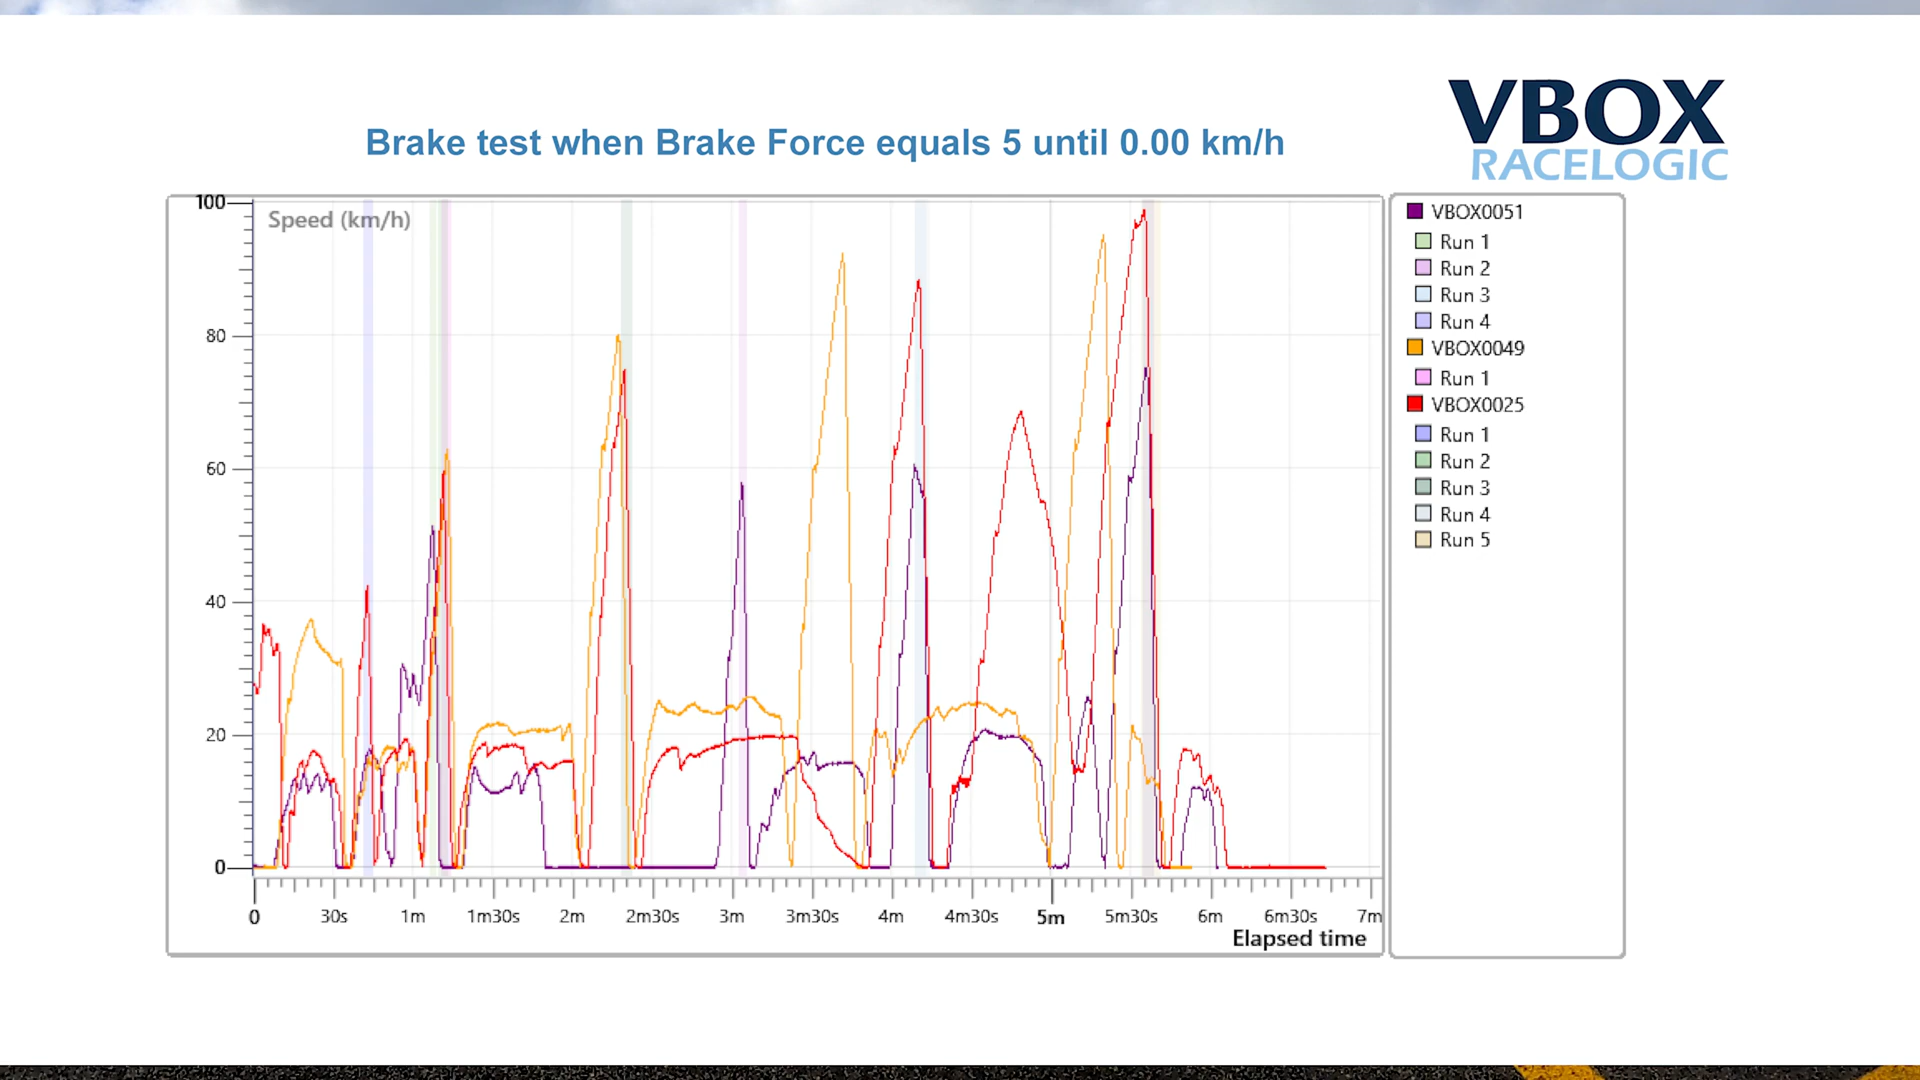 VBOX
RACELOGIC
Brake test when Brake Force equals 5 until 0.00 km/h
Speed (km/h)
100
80
60
40
20
0
0 30s 1m 1m30s 2m 2m30s 3m 3m30s 4m 4m30s 5m 5m30s 6m 6m30s 7m
Elapsed time
VBOX0051
Run 1
Run 2
Run 3
Run 4
VBOX0049
Run 1
VBOX0025
Run 1
Run 2
Run 3
Run 4
Run 5